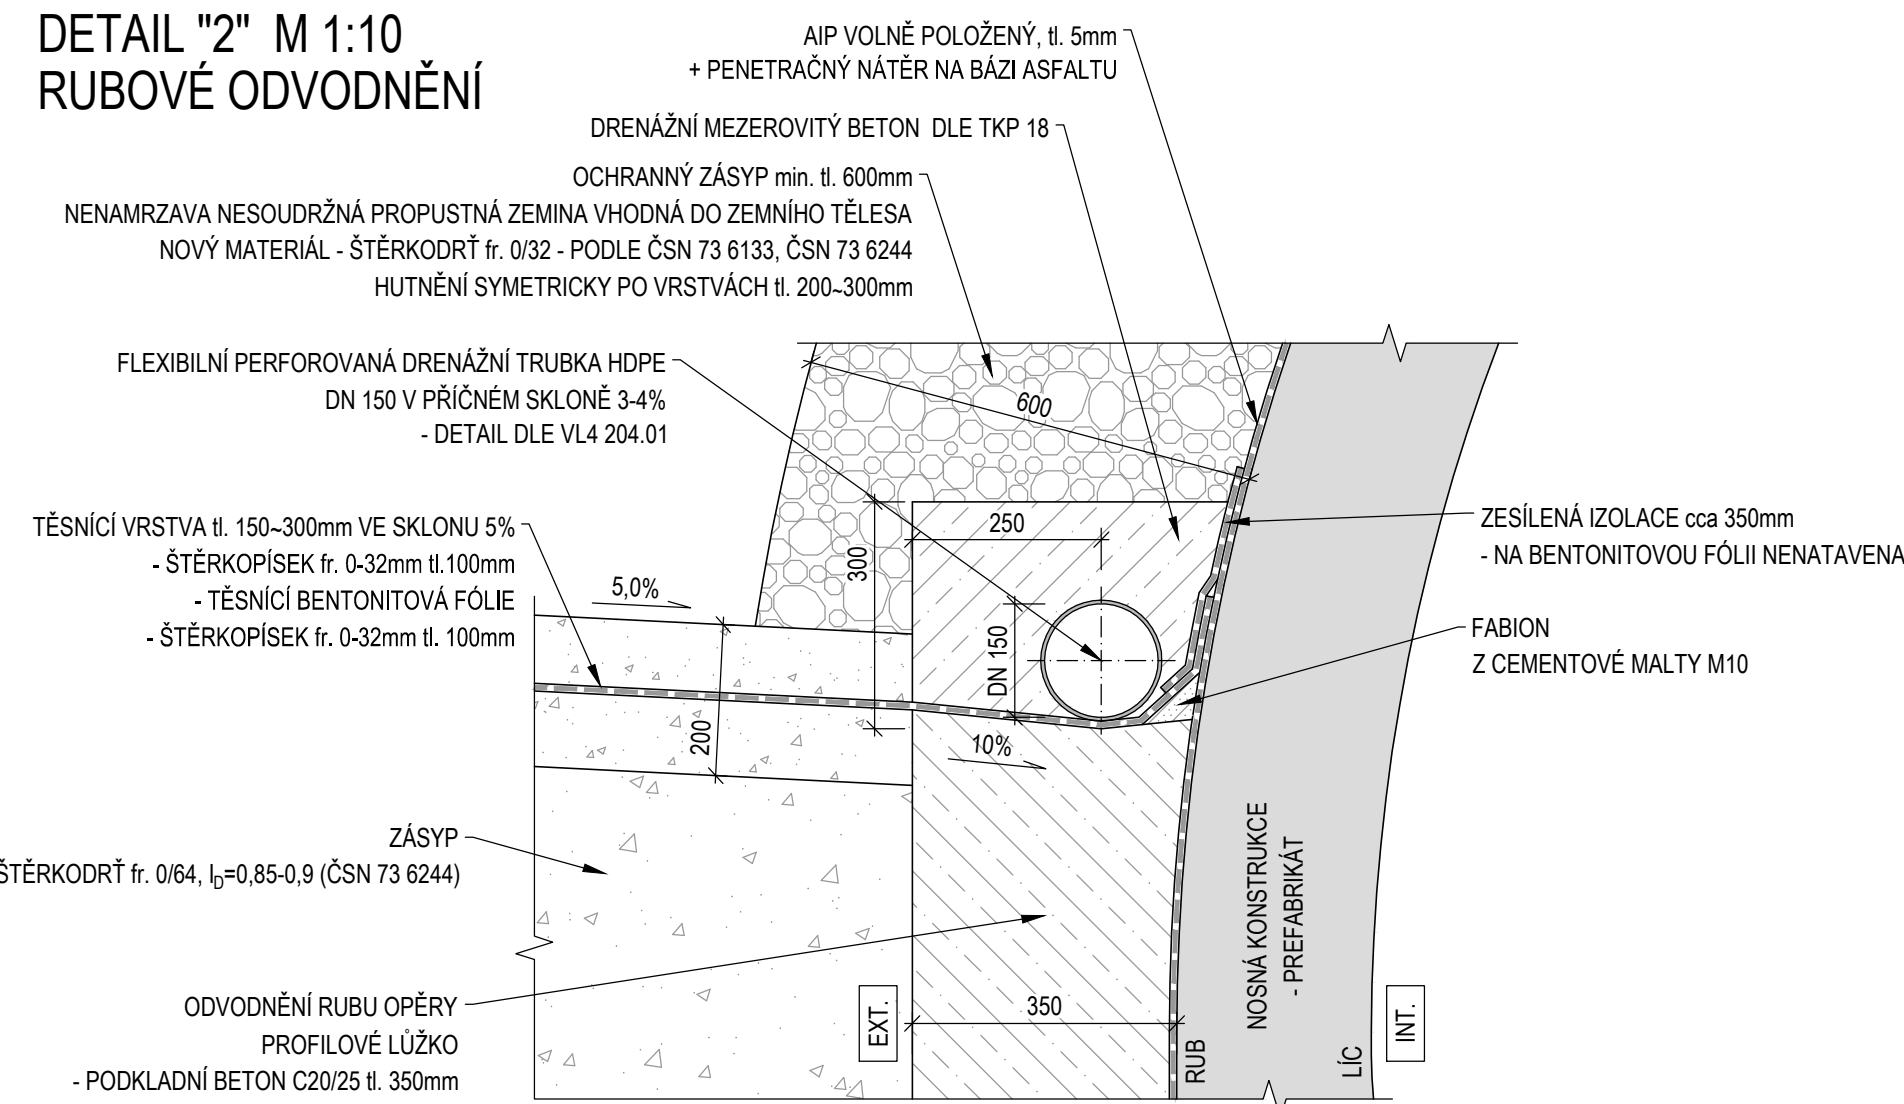 DETAIL "2" M 1:10
RUBOVÉ ODVODNĚNÍ
AIP VOLNĚ POLOŽENÝ, tl. 5mm
+ PENETRAČNÝ NÁTĚR NA BÁZI ASFALTU
DRENÁŽNÍ MEZEROVITÝ BETON DLE TKP 18
OCHRANNÝ ZÁSYP min. tl. 600mm
NENAMRZAVA NESOUDRŽNÁ PROPUSTNÁ ZEMINA VHODNÁ DO ZEMNÍHO TĚLESA
NOVÝ MATERIÁL - ŠTĚRKODRŤ fr. 0/32 - PODLE ČSN 73 6133, ČSN 73 6244
HUTNĚNÍ SYMETRICKY PO VRSTVÁCH tl. 200~300mm
FLEXIBILNÍ PERFOROVANÁ DRENÁŽNÍ TRUBKA HDPE
DN 150 V PŘÍČNÉM SKLONĚ 3-4%
- DETAIL DLE VL4 204.01
TĚSNÍCÍ VRSTVA tl. 150~300mm VE SKLONU 5%
- ŠTĚRKOPÍSEK fr. 0-32mm tl.100mm
- TĚSNÍCÍ BENTONITOVÁ FÓLIE
- ŠTĚRKOPÍSEK fr. 0-32mm tl. 100mm
600
250
300
5,0%
DN 150
200
10%
ZESÍLENÁ IZOLACE cca 350mm
- NA BENTONITOVOU FÓLII NENATAVENA
FABION
Z CEMENTOVÉ MALTY M10
ZÁSYP
ŠTĚRKODRŤ fr. 0/64, ID=0,85-0,9 (ČSN 73 6244)
ODVODNĚNÍ RUBU OPĚRY
PROFILOVÉ LŮŽKO
- PODKLADNÍ BETON C20/25 tl. 350mm
EXT.
350
RUB
NOSNÁ KONSTRUKCE
- PREFABRIKÁT
LÍC
INT.